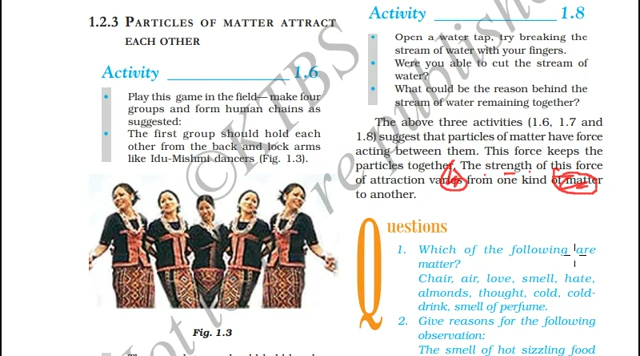 1.2.3 PARTICLES OF MATTER ATTRACT
EACH OTHER
Activity 1.6
• Play this game in the field— make four
groups and form human chains as
suggested:
• The first group should hold each
other from the back and lock arms
like Idu-Mishmi dancers (Fig. 1.3).
Fig. 1.3
Activity 1.8
• Open a water tap, try breaking the
stream of water with your fingers.
• Were you able to cut the stream of
water?
• What could be the reason behind the
stream of water remaining together?
The above three activities (1.6, 1.7 and
1.8) suggest that particles of matter have force
acting between them. This force keeps the
particles together. The strength of this force
of attraction varies from one kind of matter
to another.
Questions
1. Which of the following are
matter?
Chair, air, love, smell, hate,
almonds, thought, cold, cold-
drink, smell of perfume.
2. Give reasons for the following
observation:
The smell of hot sizzling food
©KTBS